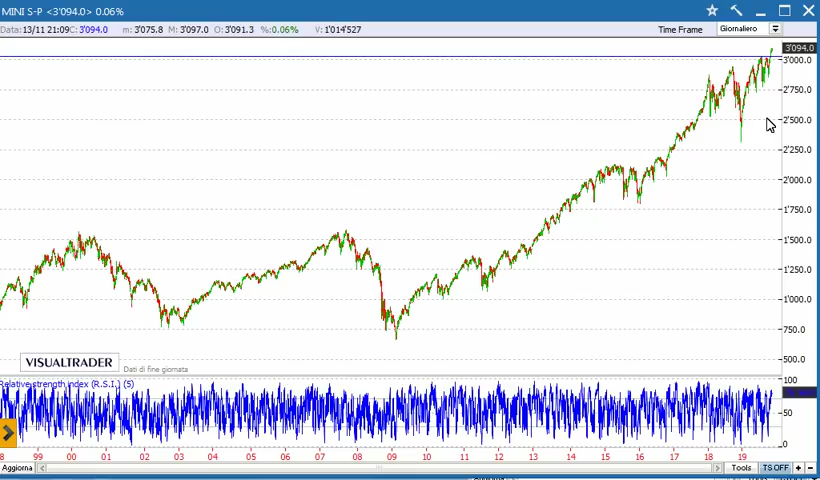 MINI S-P <3'094.0> 0.06%
Data:13/11 21:09 C:3'094.0 m:3'075.8 M:3'097.0 O:3'091.3 %:0.06% V:1'014'527 Time Frame Giornaliero
3'094.0
3'000.0
2'750.0
2'500.0
2'250.0
2'000.0
1'750.0
1'500.0
1'250.0
1'000.0
750.0
500.0
VISUALTRADER
Dati di fine giornata
Relative strength index (R.S.I.) (5)
100
50
0
8 99 00 01 02 03 04 05 06 07 08 09 10 11 12 13 14 15 16 17 18 19
Aggiorna Tools TS OFF